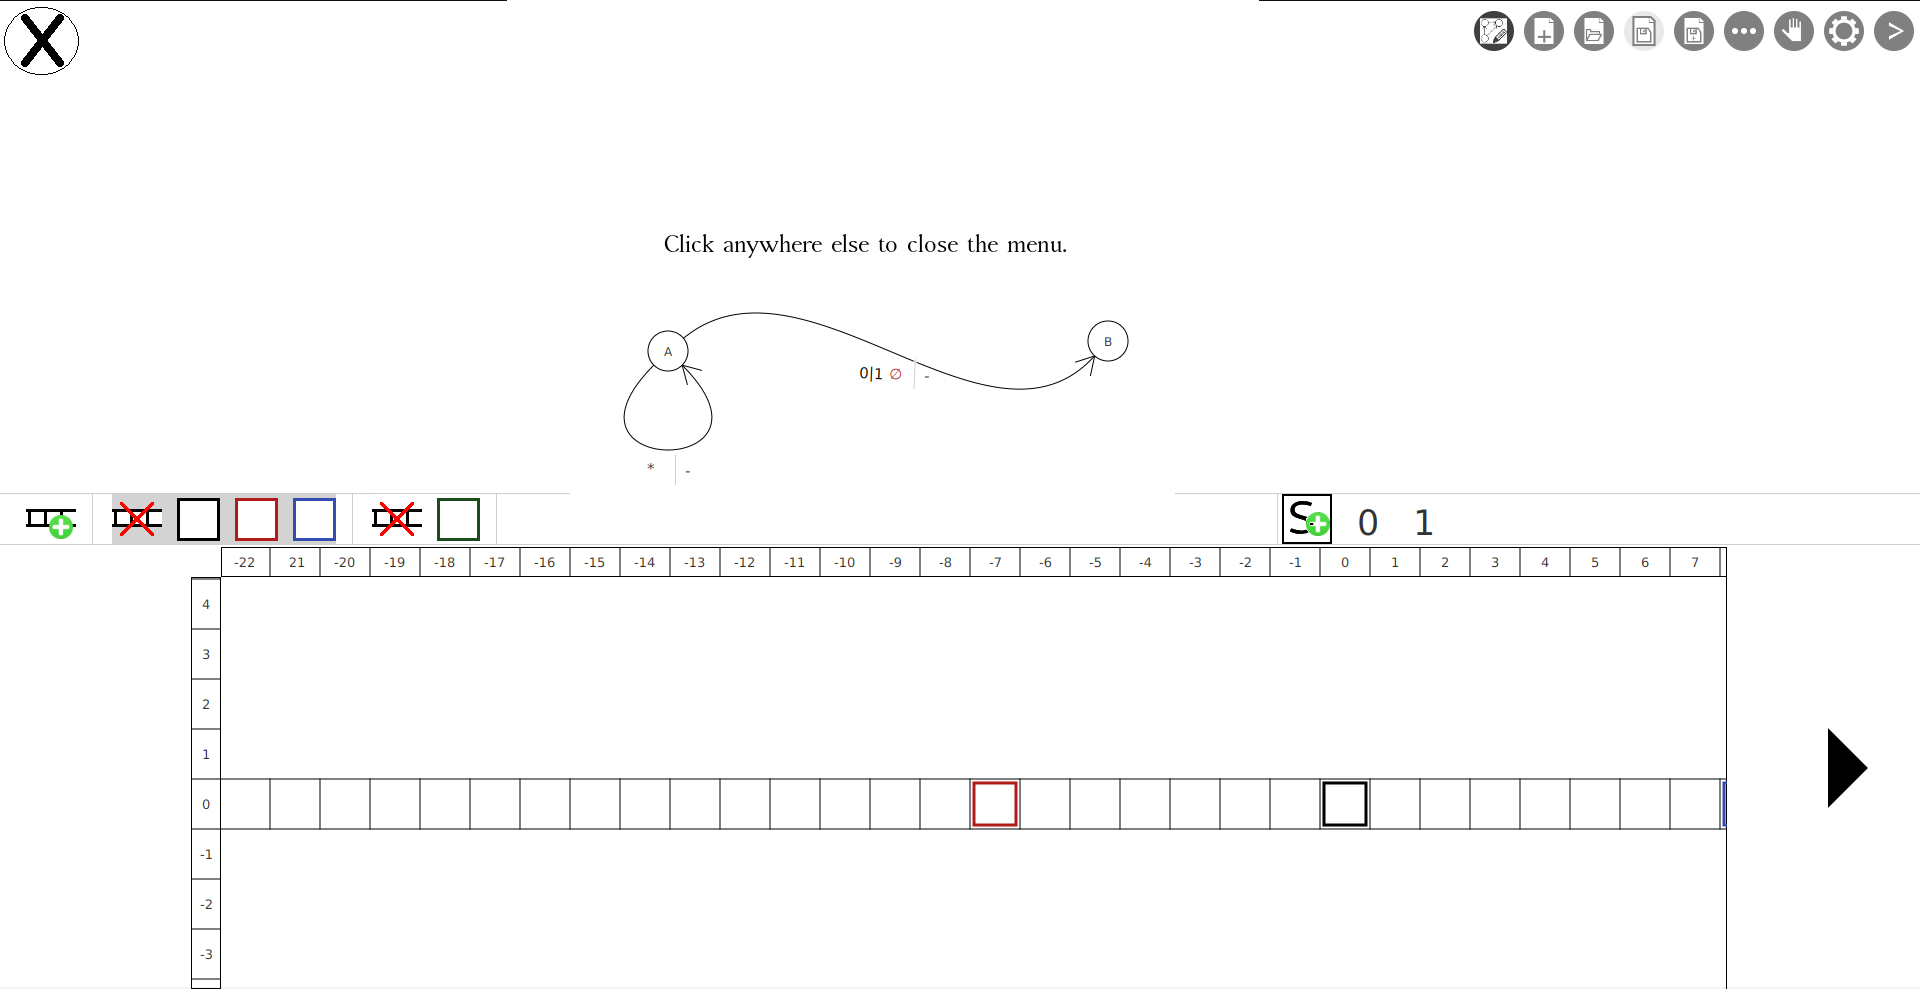 X
>
Click anywhere else to close the menu.
A
B
0|1 ∅ -
* -
S 0 1
-22 21 -20 -19 -18 -17 -16 -15 -14 -13 -12 -11 -10 -9 -8 -7 -6 -5 -4 -3 -2 -1 0 1 2 3 4 5 6 7
4
3
2
1
0
-1
-2
-3